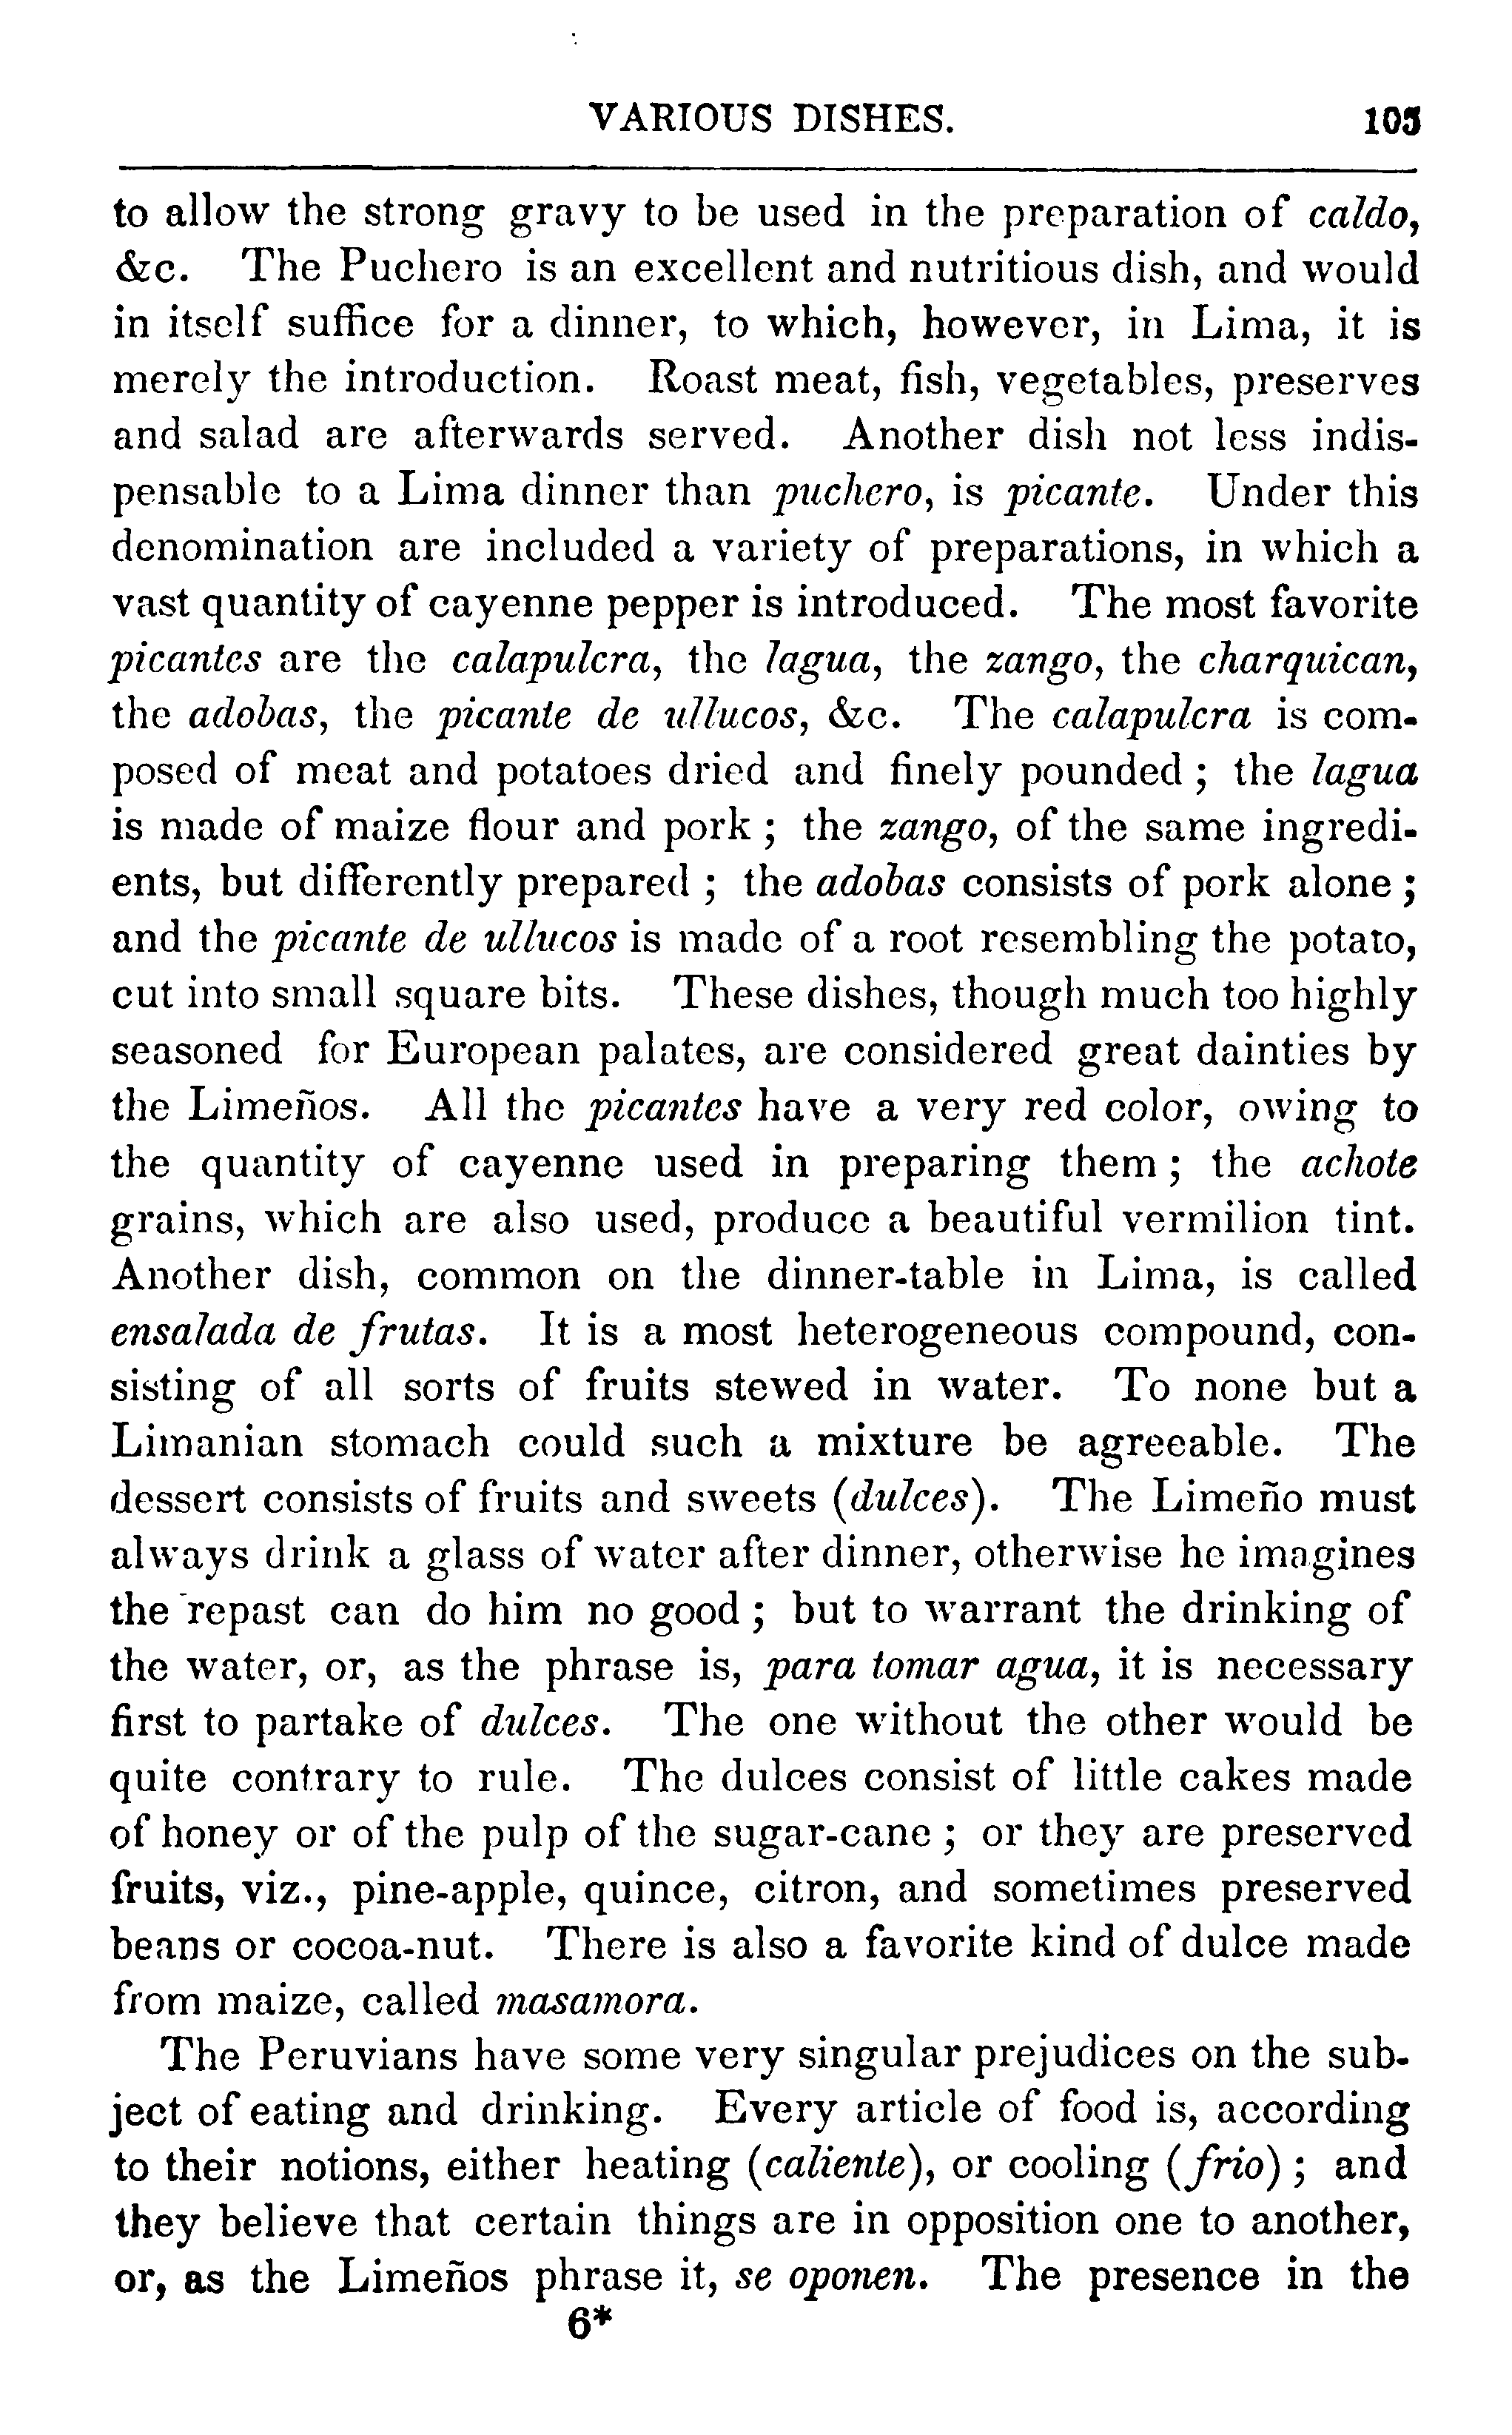 VARIOUS DISHES. 105
to allow the strong gravy to be used in the preparation of caldo,
&c. The Puchero is an excellent and nutritious dish, and would
in itself suffice for a dinner, to which, however, in Lima, it is
merely the introduction. Roast meat, fish, vegetables, preserves
and salad are afterwards served. Another dish not less indis-
pensable to a Lima dinner than puchero, is picante. Under this
denomination are included a variety of preparations, in which a
vast quantity of cayenne pepper is introduced. The most favorite
picantes are the calapulcra, the lagua, the zango, the charquican,
the adobas, the picante de ullucos, &c. The calapulcra is com-
posed of meat and potatoes dried and finely pounded; the lagua
is made of maize flour and pork; the zango, of the same ingredi-
ents, but differently prepared; the adobas consists of pork alone;
and the picante de ullucos is made of a root resembling the potato,
cut into small square bits. These dishes, though much too highly
seasoned for European palates, are considered great dainties by
the Limeños. All the picantes have a very red color, owing to
the quantity of cayenne used in preparing them; the achote
grains, which are also used, produce a beautiful vermilion tint.
Another dish, common on the dinner-table in Lima, is called
ensalada de frutas. It is a most heterogeneous compound, con-
sisting of all sorts of fruits stewed in water. To none but a
Limanian stomach could such a mixture be agreeable. The
dessert consists of fruits and sweets (dulces). The Limeño must
always drink a glass of water after dinner, otherwise he imagines
the repast can do him no good; but to warrant the drinking of
the water, or, as the phrase is, para tomar agua, it is necessary
first to partake of dulces. The one without the other would be
quite contrary to rule. The dulces consist of little cakes made
of honey or of the pulp of the sugar-cane; or they are preserved
fruits, viz., pine-apple, quince, citron, and sometimes preserved
beans or cocoa-nut. There is also a favorite kind of dulce made
from maize, called masamora.
The Peruvians have some very singular prejudices on the sub-
ject of eating and drinking. Every article of food is, according
to their notions, either heating (caliente), or cooling (frio); and
they believe that certain things are in opposition one to another,
or, as the Limeños phrase it, se oponen. The presence in the
6*